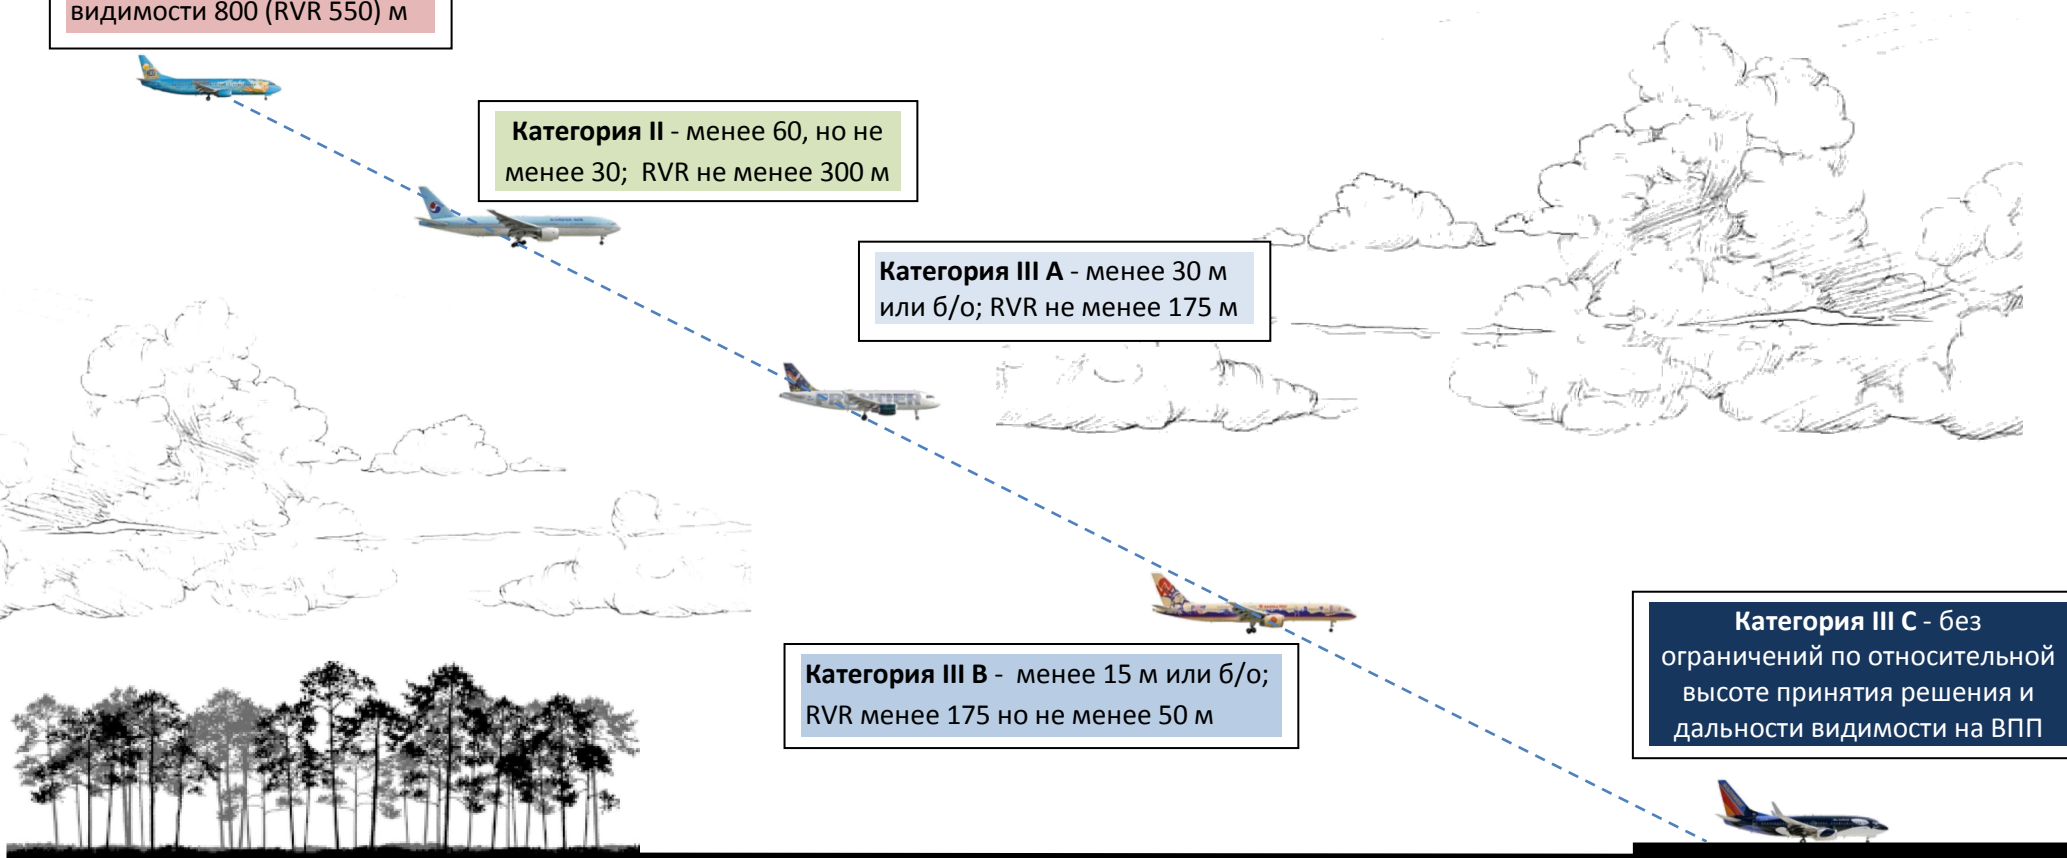 видимости 800 (RVR 550) м
Категория II - менее 60, но не
менее 30; RVR не менее 300 м
Категория III A - менее 30 м
или б/о; RVR не менее 175 м
FRONTIER
Категория III B - менее 15 м или б/о;
RVR менее 175 но не менее 50 м
Категория III C - без
ограничений по относительной
высоте принятия решения и
дальности видимости на ВПП